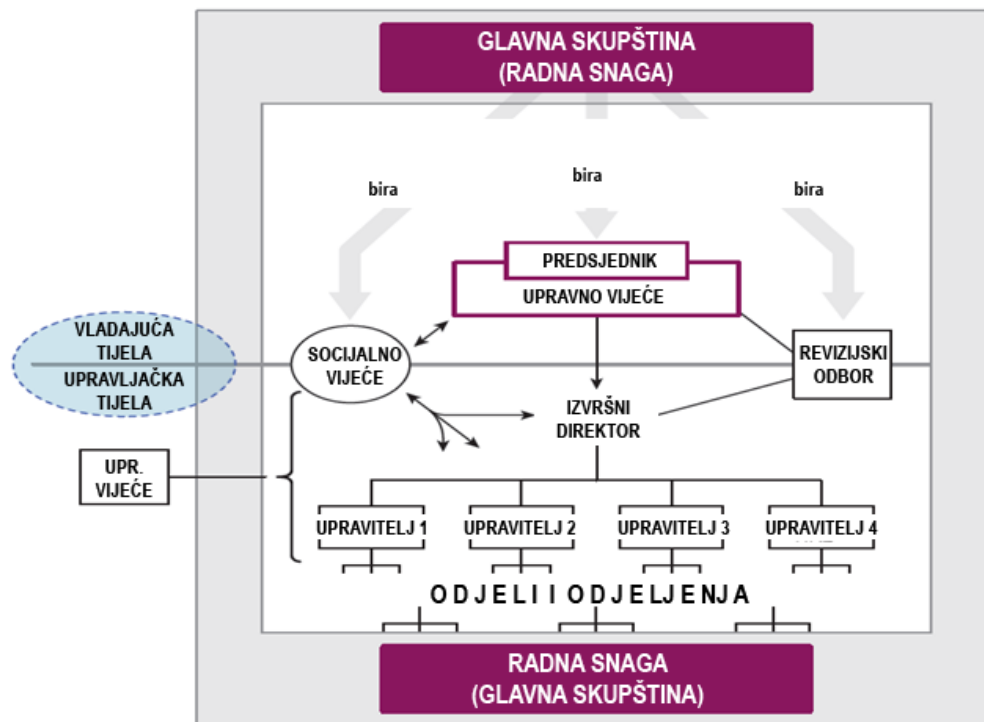 GLAVNA SKUPŠTINA
(RADNA SNAGA)
bira
bira
bira
PREDSJEDNIK
UPRAVNO VIJEĆE
VLADAJUĆA
TIJELA
UPRAVLJAČKA
TIJELA
SOCIJALNO
VIJEĆE
REVIZIJSKI
ODBOR
IZVRŠNI
DIREKTOR
UPR.
VIJEĆE
UPRAVITELJ 1
UPRAVITELJ 2
UPRAVITELJ 3
UPRAVITELJ 4
O D J E L I I O D J E L J E NJ A
RADNA SNAGA
(GLAVNA SKUPŠTINA)